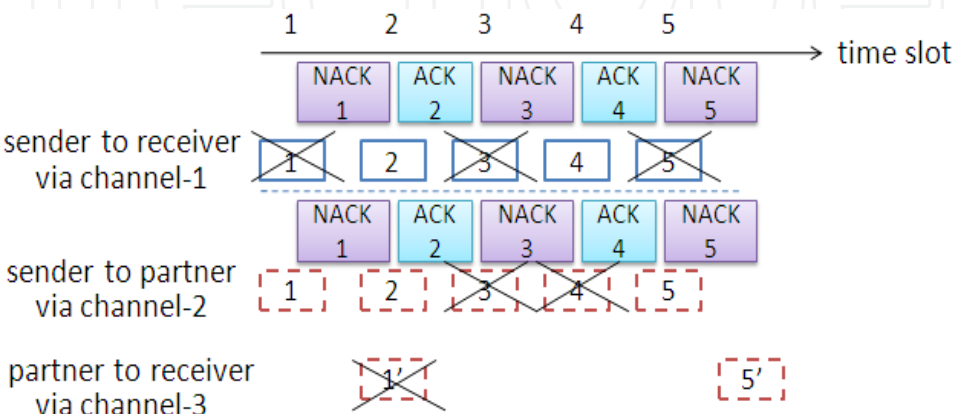 1 2 3 4 5
time slot
NACK ACK NACK ACK NACK
1 2 3 4 5
sender to receiver
via channel-1
1 2 3 4 5
NACK ACK NACK ACK NACK
1 2 3 4 5
sender to partner
via channel-2
1 2 3 4 5
partner to receiver
via channel-3
1' 5'